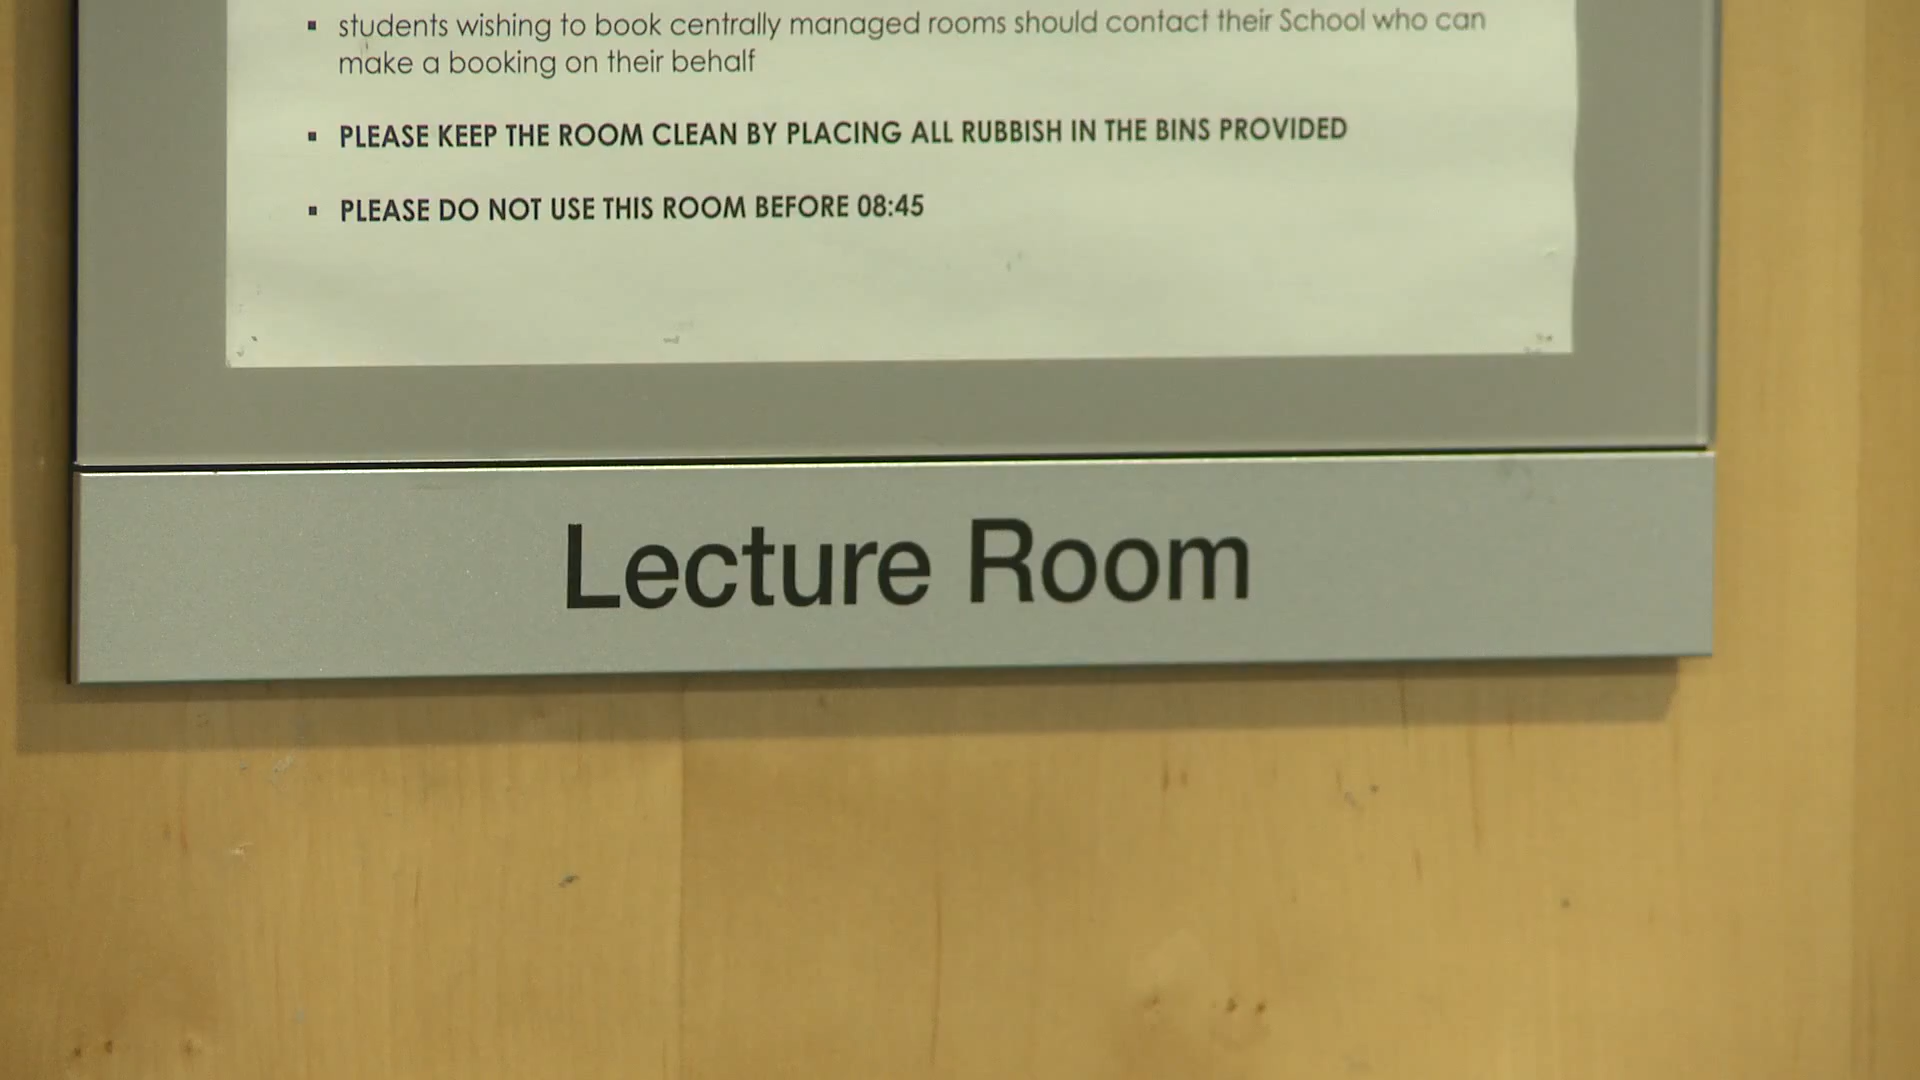 ▪ students wishing to book centrally managed rooms should contact their School who can
make a booking on their behalf
▪ PLEASE KEEP THE ROOM CLEAN BY PLACING ALL RUBBISH IN THE BINS PROVIDED
▪ PLEASE DO NOT USE THIS ROOM BEFORE 08:45
Lecture Room